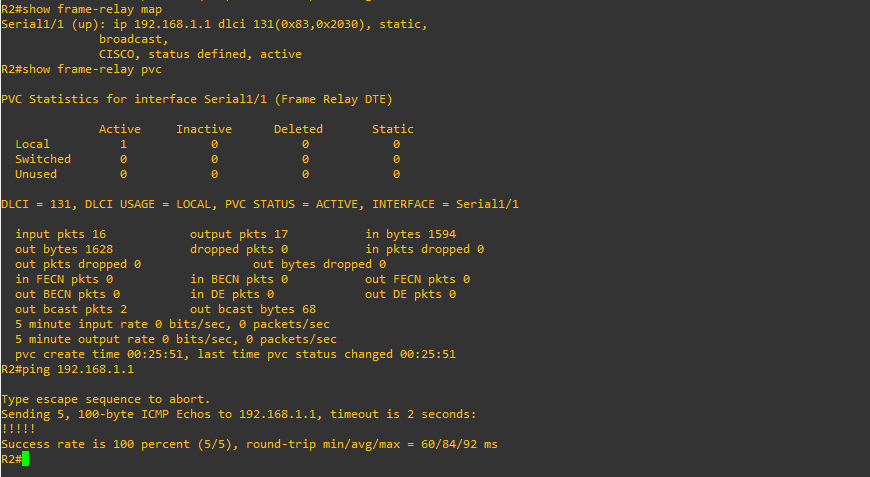 R2#show frame-relay map
Serial1/1 (up): ip 192.168.1.1 dlci 131(0x83,0x2030), static,
              broadcast,
              CISCO, status defined, active
R2#show frame-relay pvc

PVC Statistics for interface Serial1/1 (Frame Relay DTE)

              Active     Inactive      Deleted       Static
  Local          1            0            0            0
  Switched       0            0            0            0
  Unused         0            0            0            0

DLCI = 131, DLCI USAGE = LOCAL, PVC STATUS = ACTIVE, INTERFACE = Serial1/1

  input pkts 16            output pkts 17           in bytes 1594
  out bytes 1628           dropped pkts 0           in pkts dropped 0
  out pkts dropped 0                out bytes dropped 0
  in FECN pkts 0           in BECN pkts 0           out FECN pkts 0
  out BECN pkts 0          in DE pkts 0             out DE pkts 0
  out bcast pkts 2         out bcast bytes 68
  5 minute input rate 0 bits/sec, 0 packets/sec
  5 minute output rate 0 bits/sec, 0 packets/sec
  pvc create time 00:25:51, last time pvc status changed 00:25:51
R2#ping 192.168.1.1

Type escape sequence to abort.
Sending 5, 100-byte ICMP Echos to 192.168.1.1, timeout is 2 seconds:
!!!!!
Success rate is 100 percent (5/5), round-trip min/avg/max = 60/84/92 ms
R2#